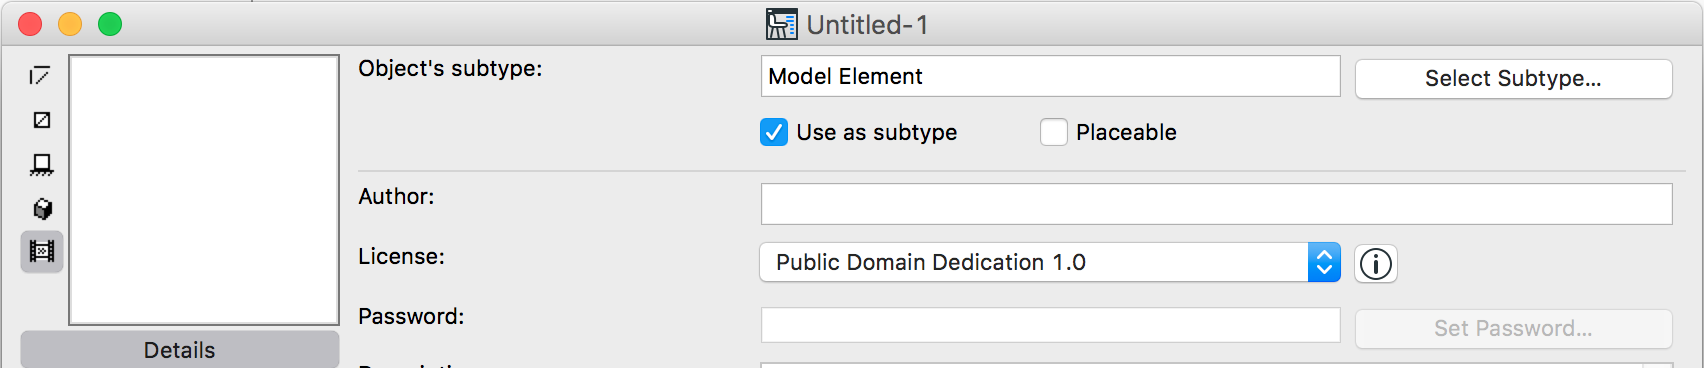 Untitled-1
Object's subtype:
Model Element
Select Subtype...
Use as subtype
Placeable
Author:
License:
Public Domain Dedication 1.0
Password:
Set Password...
Details